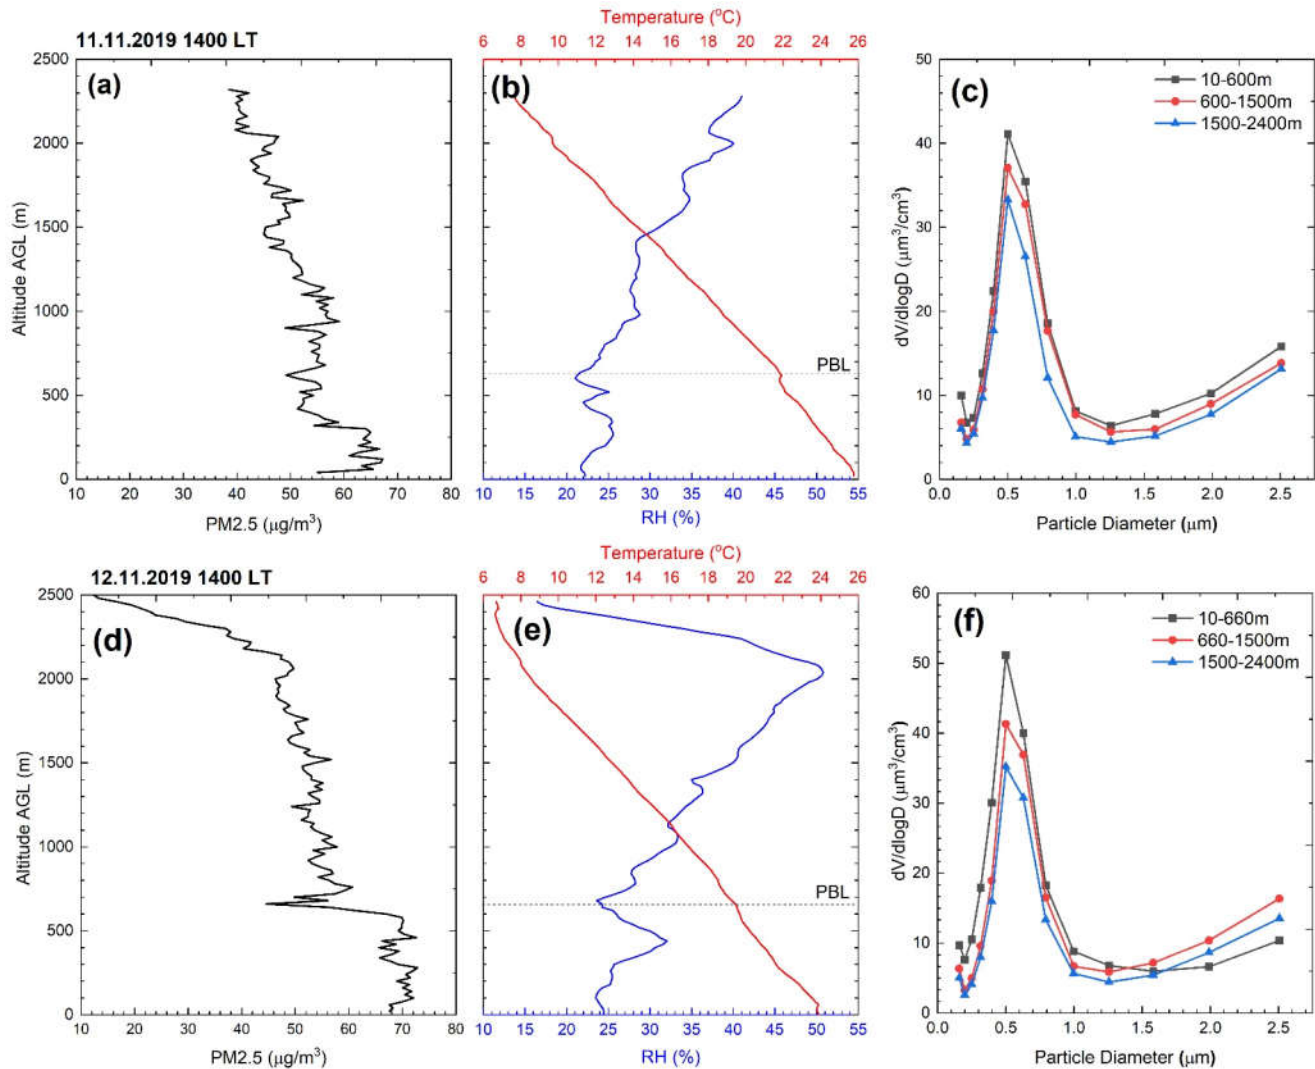 11.11.2019 1400 LT
(a)
2500
2000
1500
1000
500
0
Altitude AGL (m)
10 20 30 40 50 60 70 80
PM2.5 (μg/m³)
Temperature (°C)
6 8 10 12 14 16 18 20 22 24 26
(b)
PBL
10 15 20 25 30 35 40 45 50 55
RH (%)
(c)
10-600m
600-1500m
1500-2400m
50
40
30
20
10
0
dV/dlogD (μm³/cm³)
0.0 0.5 1.0 1.5 2.0 2.5
Particle Diameter (μm)
12.11.2019 1400 LT
(d)
2500
2000
1500
1000
500
0
Altitude AGL (m)
10 20 30 40 50 60 70 80
PM2.5 (μg/m³)
Temperature (°C)
6 8 10 12 14 16 18 20 22 24 26
(e)
PBL
10 15 20 25 30 35 40 45 50 55
RH (%)
(f)
10-660m
660-1500m
1500-2400m
60
50
40
30
20
10
0
dV/dlogD (μm³/cm³)
0.0 0.5 1.0 1.5 2.0 2.5
Particle Diameter (μm)